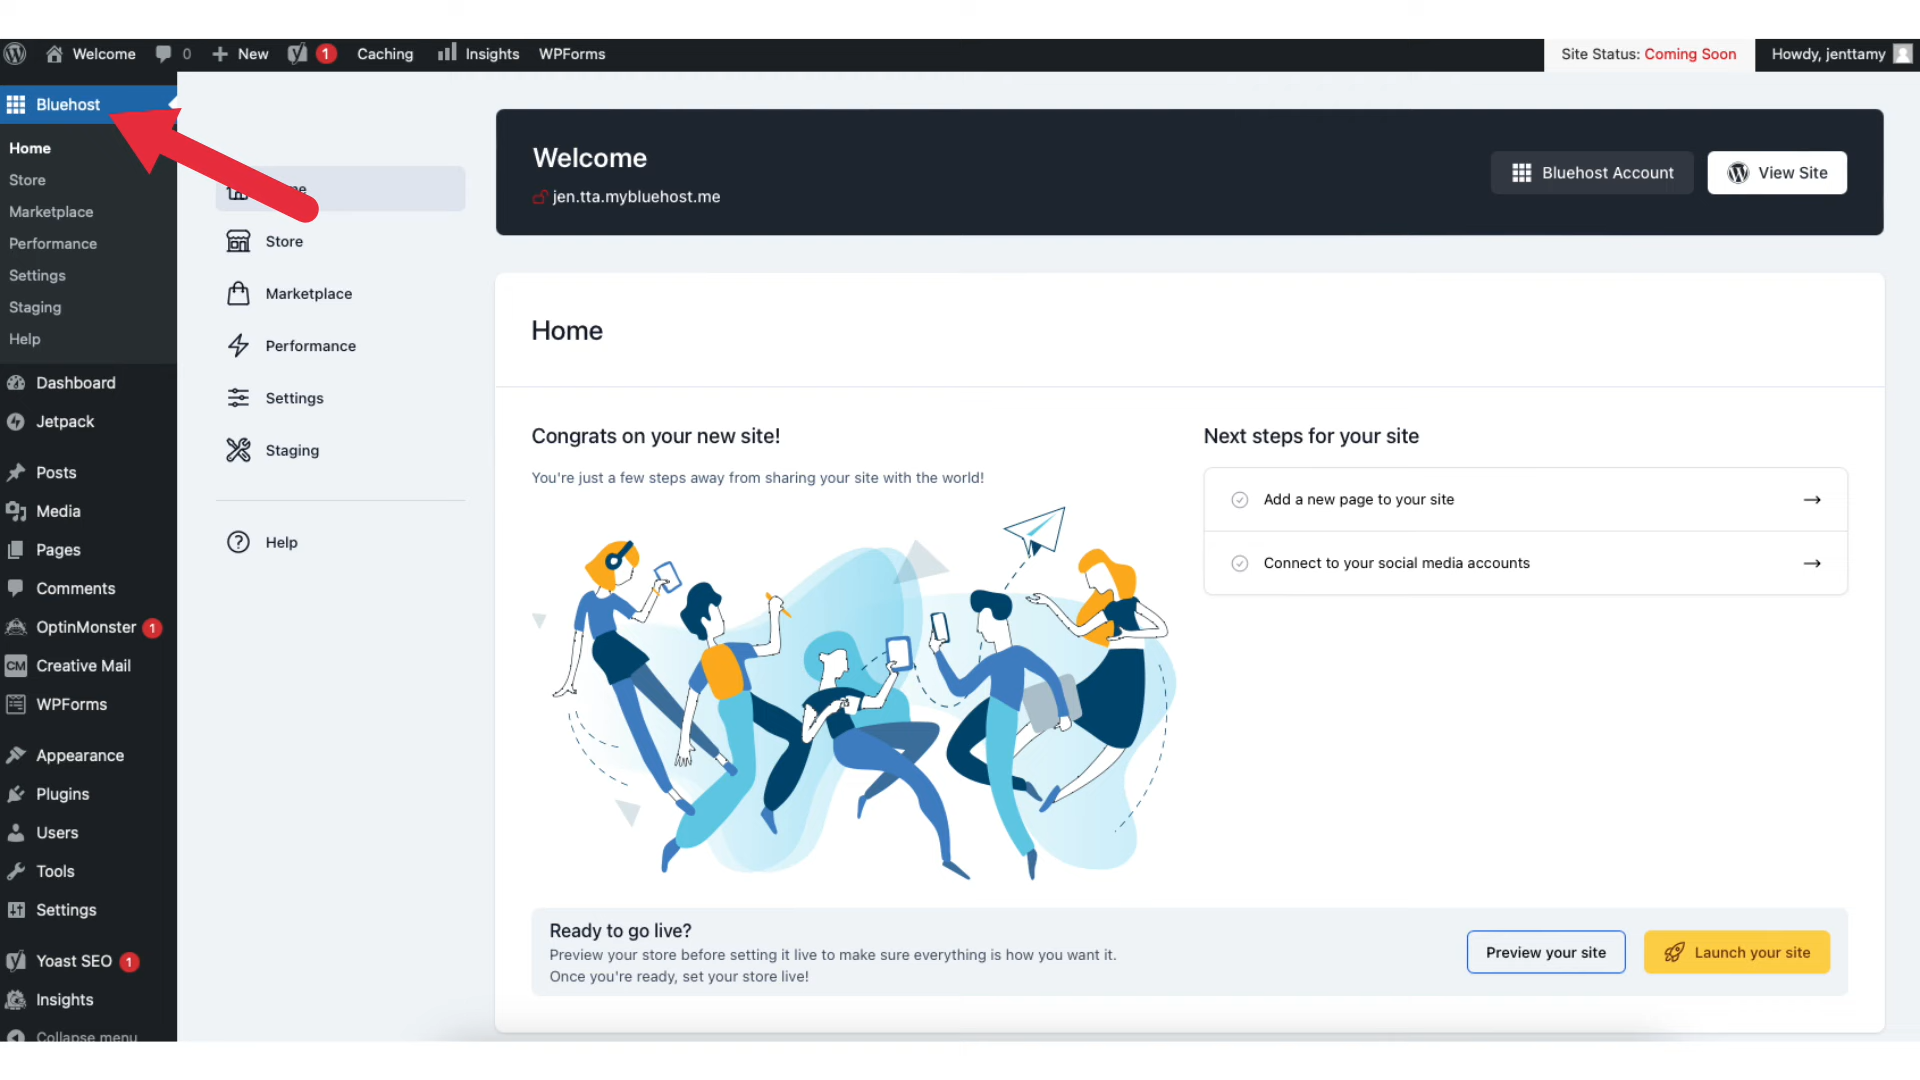 Welcome
0
New
1
Caching
Insights
WPForms
Site Status: Coming Soon
Howdy, jenttamy
Bluehost
Home
Store
Marketplace
Performance
Settings
Staging
Help
Dashboard
Jetpack
Posts
Media
Pages
Comments
OptinMonster 1
CM Creative Mail
WPForms
Appearance
Plugins
Users
Tools
Settings
Yoast SEO 1
Insights
Collapse menu
Store
Marketplace
Performance
Settings
Staging
Help
Welcome
jen.tta.mybluehost.me
Bluehost Account
View Site
Home
Congrats on your new site!
You're just a few steps away from sharing your site with the world!
Next steps for your site
Add a new page to your site
Connect to your social media accounts
Ready to go live?
Preview your store before setting it live to make sure everything is how you want it.
Once you're ready, set your store live!
Preview your site
Launch your site